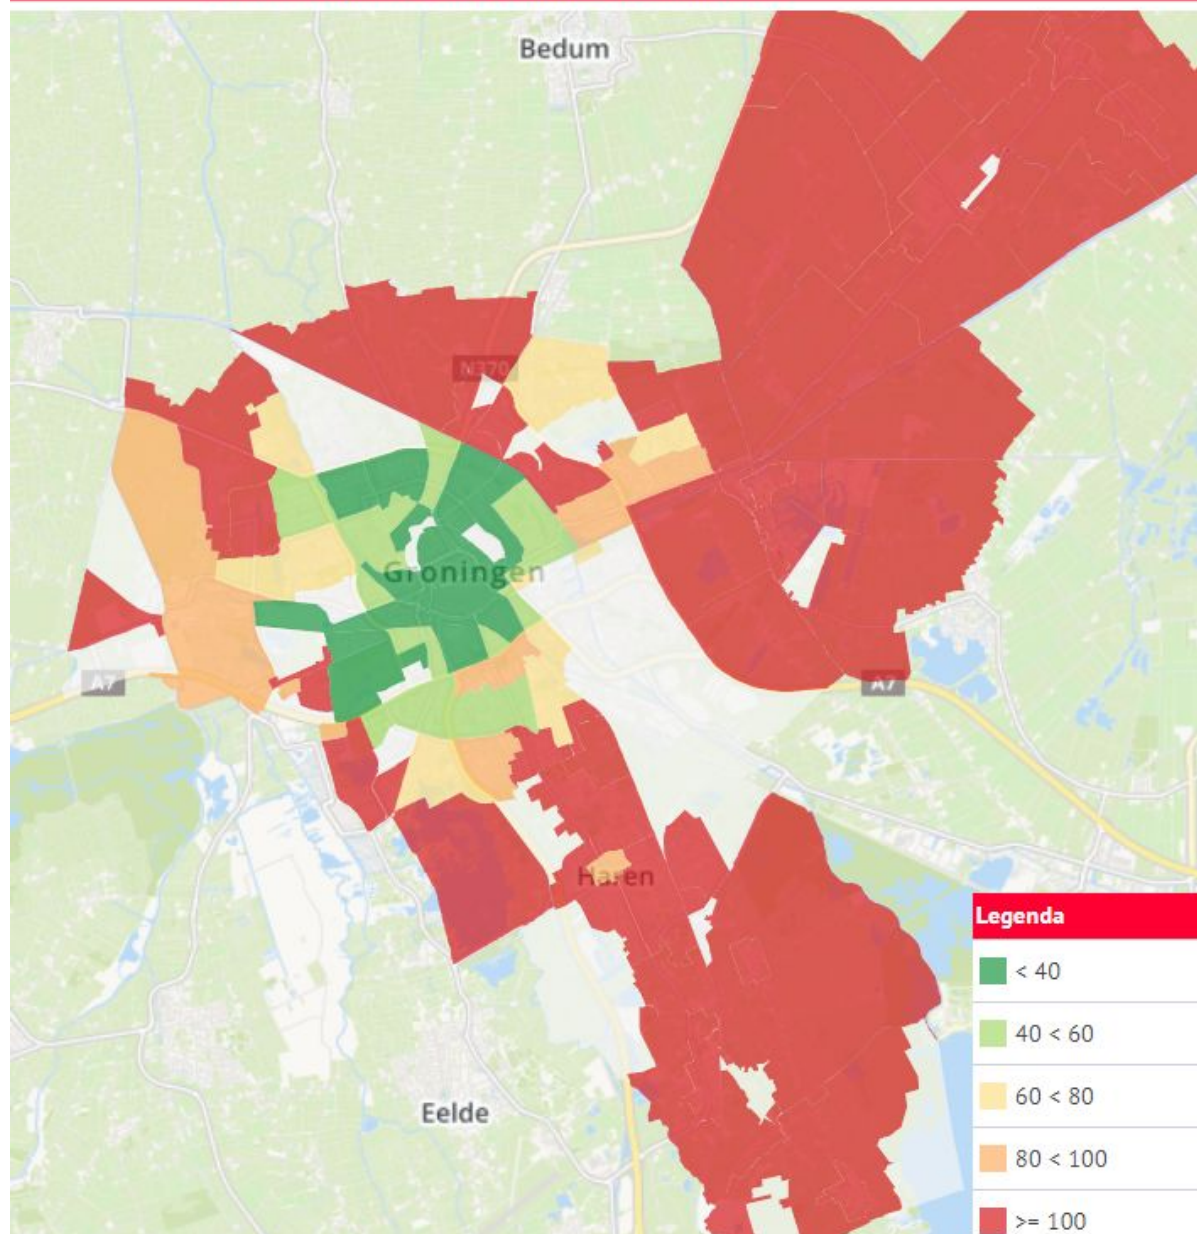 Bedum
N370
Groningen
A7
A7
Haren
Eelde
Legenda
< 40
40 < 60
60 < 80
80 < 100
>= 100